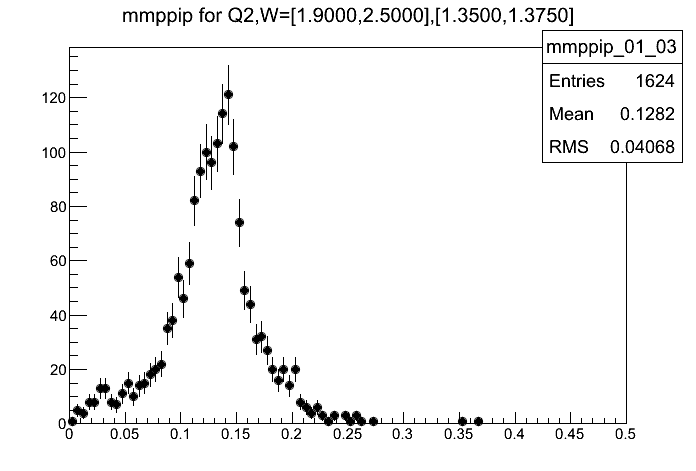 mmppip for Q2,W=[1.9000,2.5000],[1.3500,1.3750]
mmppip_01_03
Entries 1624
Mean 0.1282
RMS 0.04068
120
100
80
60
40
20
0
0 0.05 0.1 0.15 0.2 0.25 0.3 0.35 0.4 0.45 0.5